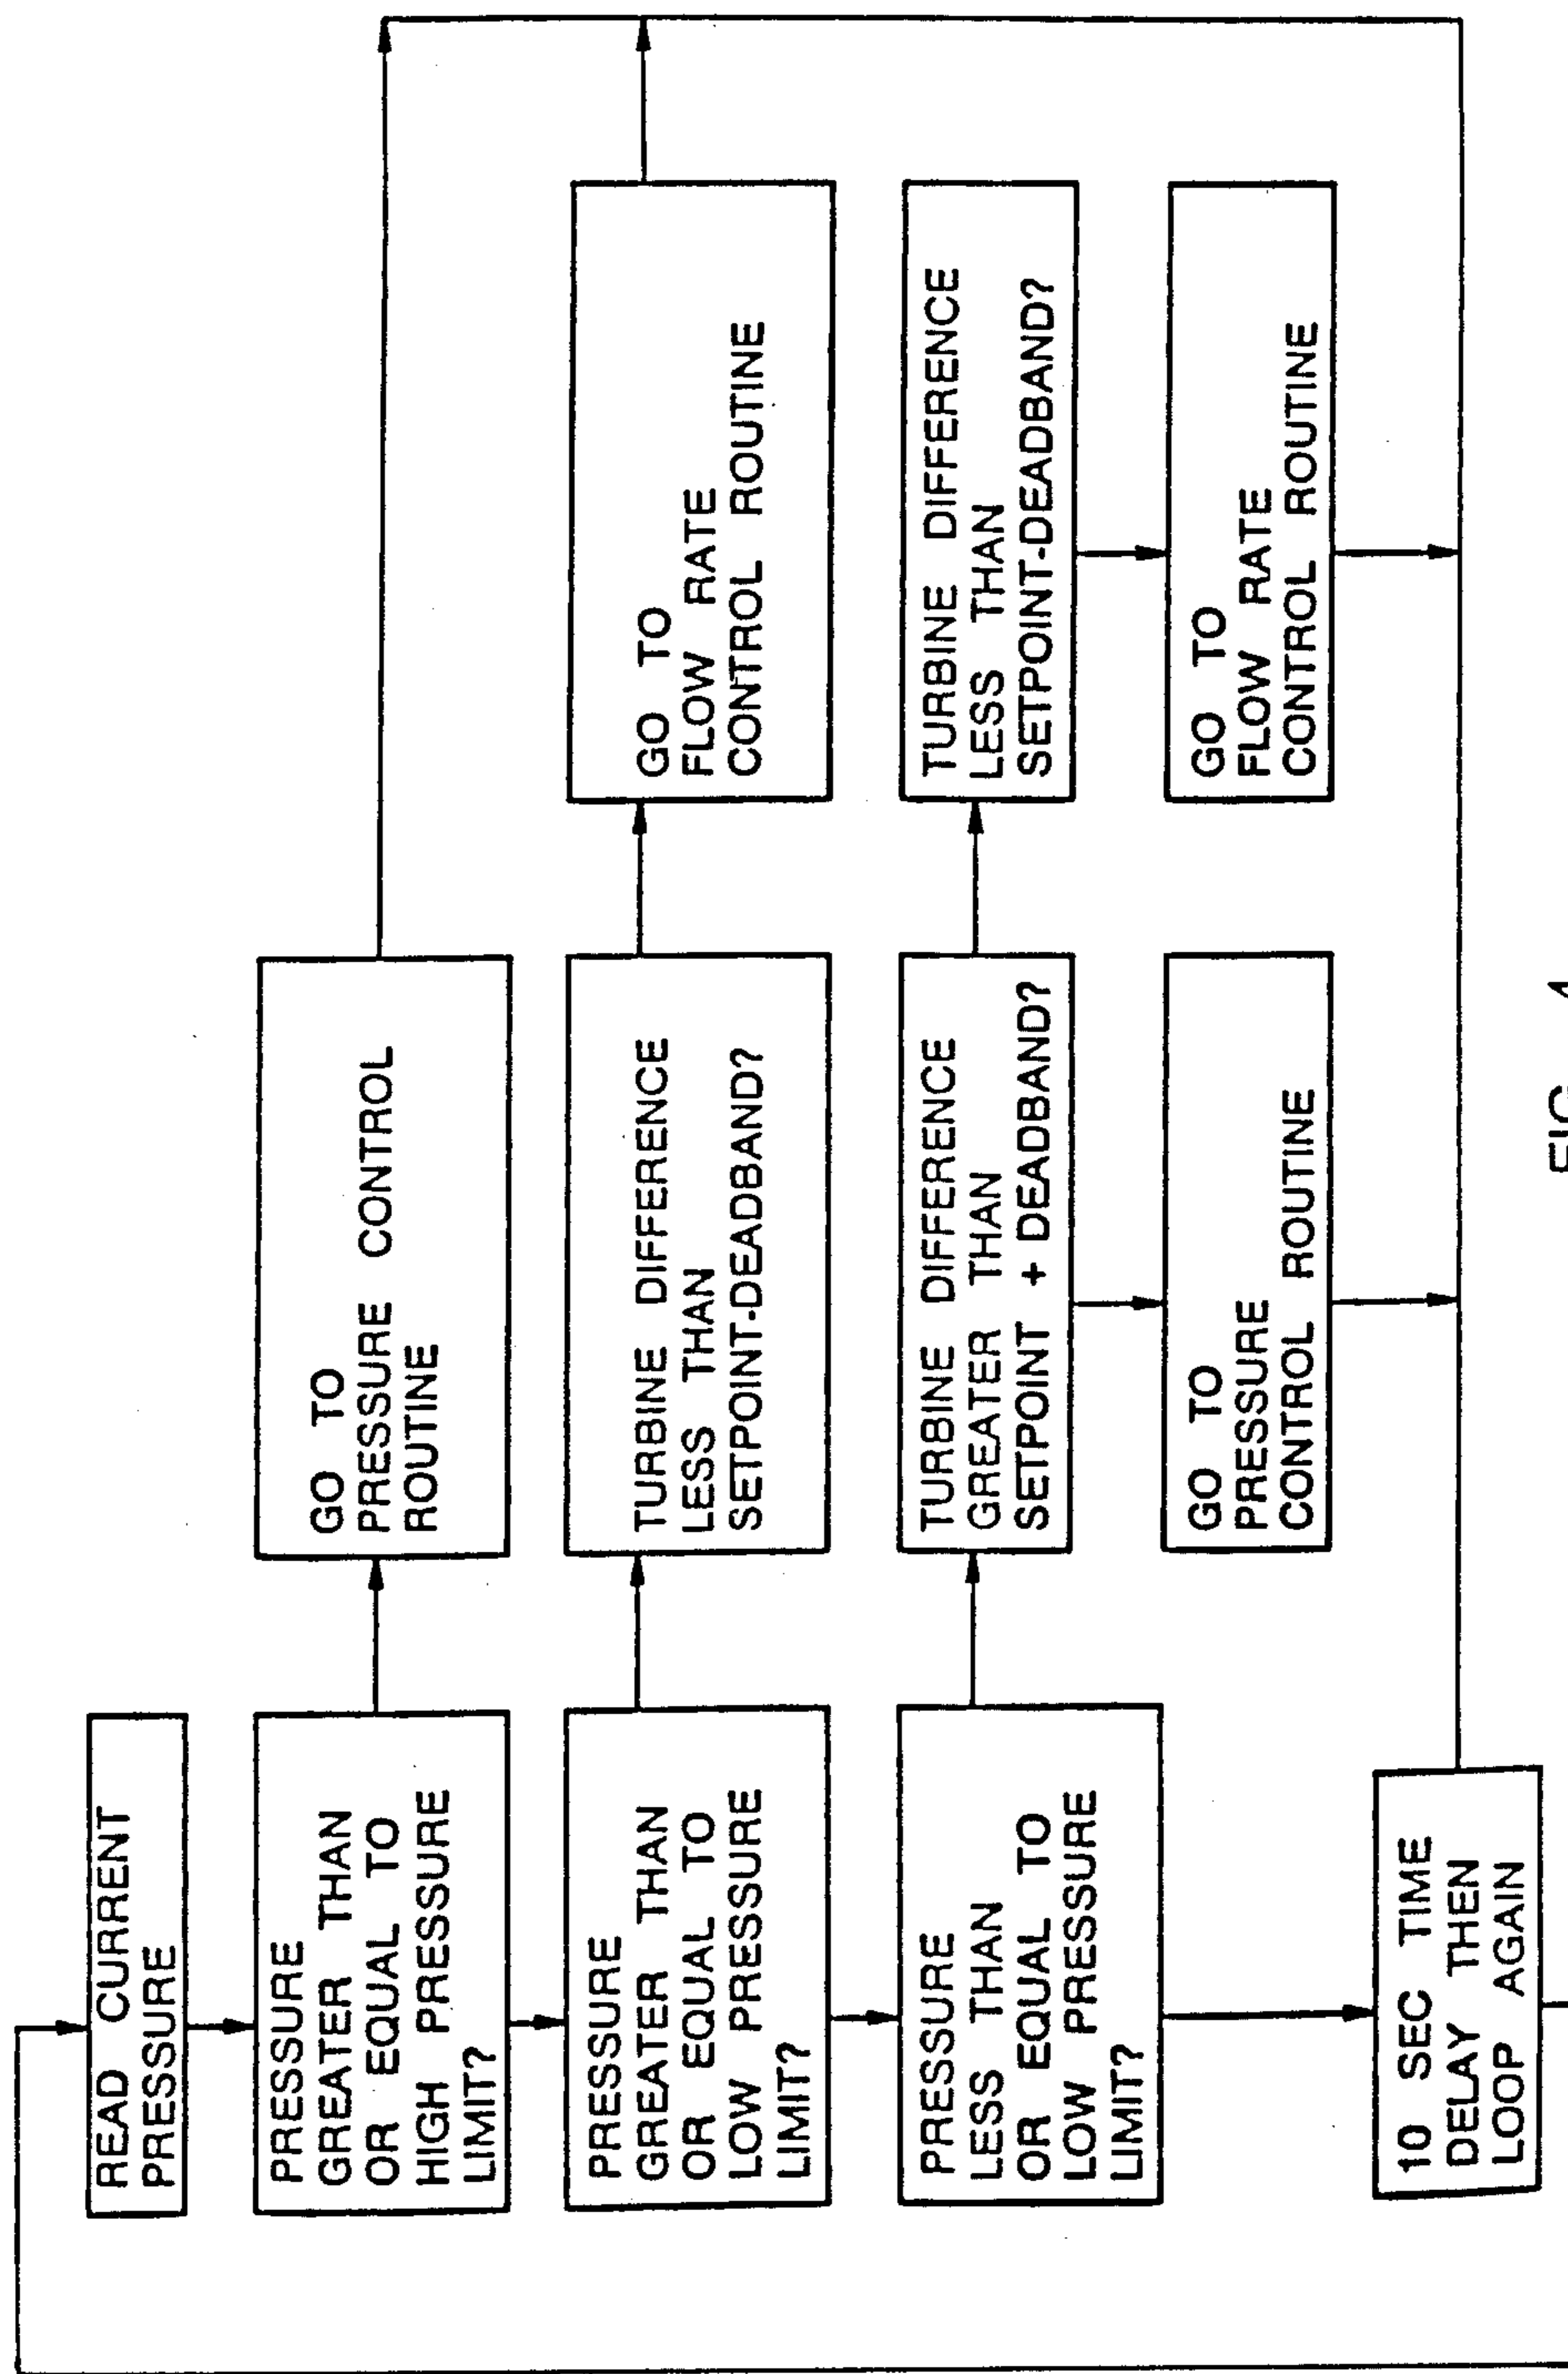 READ CURRENT
PRESSURE
PRESSURE
GREATER THAN
OR EQUAL TO
HIGH PRESSURE
LIMIT?
GO TO
PRESSURE CONTROL
ROUTINE
PRESSURE
GREATER THAN
OR EQUAL TO
LOW PRESSURE
LIMIT?
TURBINE DIFFERENCE
LESS THAN
SETPOINT-DEADBAND?
GO TO
FLOW RATE
CONTROL ROUTINE
PRESSURE
LESS THAN
OR EQUAL TO
LOW PRESSURE
LIMIT?
TURBINE DIFFERENCE
GREATER THAN
SETPOINT + DEADBAND?
TURBINE DIFFERENCE
LESS THAN
SETPOINT-DEADBAND?
GO TO
PRESSURE
CONTROL ROUTINE
GO TO
FLOW RATE
CONTROL ROUTINE
10 SEC TIME
DELAY THEN
LOOP AGAIN